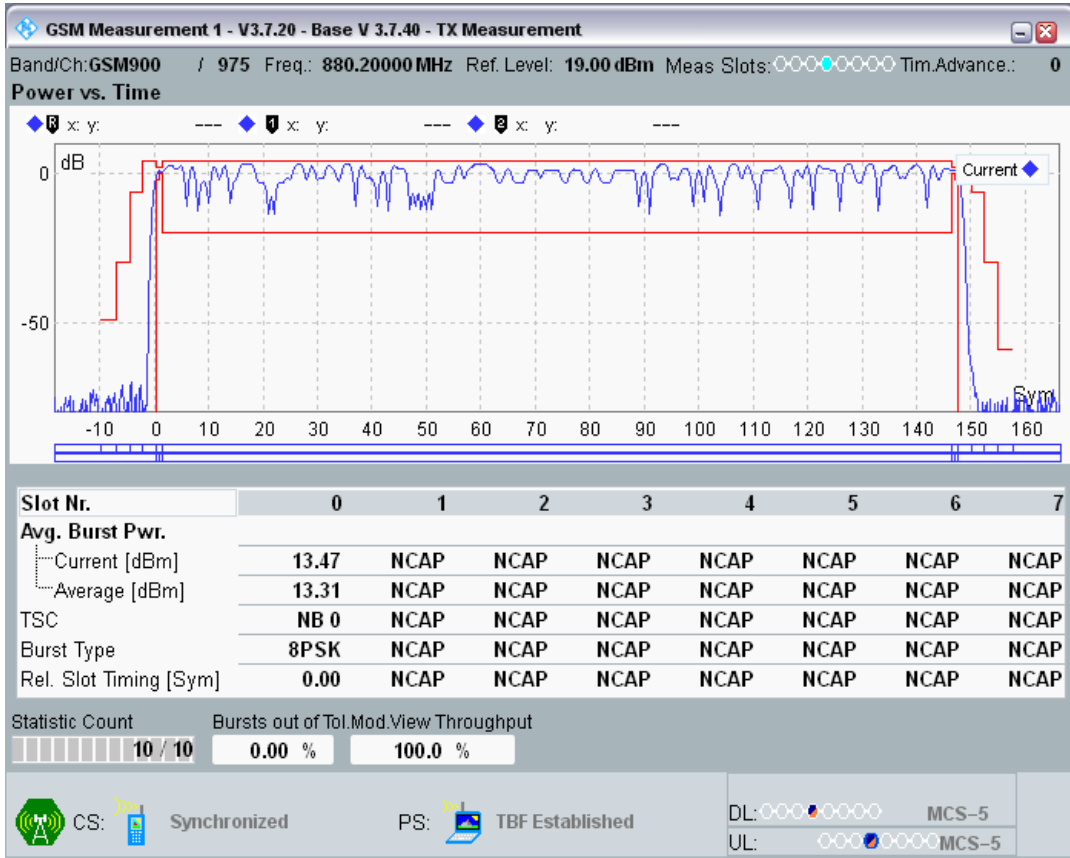 GSM Measurement 1 - V3.7.20 - Base V 3.7.40 - TX Measurement
Band/Ch:GSM900 / 975 Freq.: 880.20000 MHz Ref. Level: 19.00 dBm Meas Slots: Tim.Advance.: 0
Power vs. Time
R x: y: --- 1 x: y: --- 2 x: y: ---
dB
Current
0
-50
Sym
-10 0 10 20 30 40 50 60 70 80 90 100 110 120 130 140 150 160
Slot Nr. 0 1 2 3 4 5 6 7
Avg. Burst Pwr.
Current [dBm] 13.47 NCAP NCAP NCAP NCAP NCAP NCAP NCAP
Average [dBm] 13.31 NCAP NCAP NCAP NCAP NCAP NCAP NCAP
TSC NB 0 NCAP NCAP NCAP NCAP NCAP NCAP NCAP
Burst Type 8PSK NCAP NCAP NCAP NCAP NCAP NCAP NCAP
Rel. Slot Timing [Sym] 0.00 NCAP NCAP NCAP NCAP NCAP NCAP NCAP
Statistic Count Bursts out of Tol. Mod.View Throughput
10 / 10 0.00 % 100.0 %
CS: Synchronized PS: TBF Established DL: MCS-5
UL: MCS-5